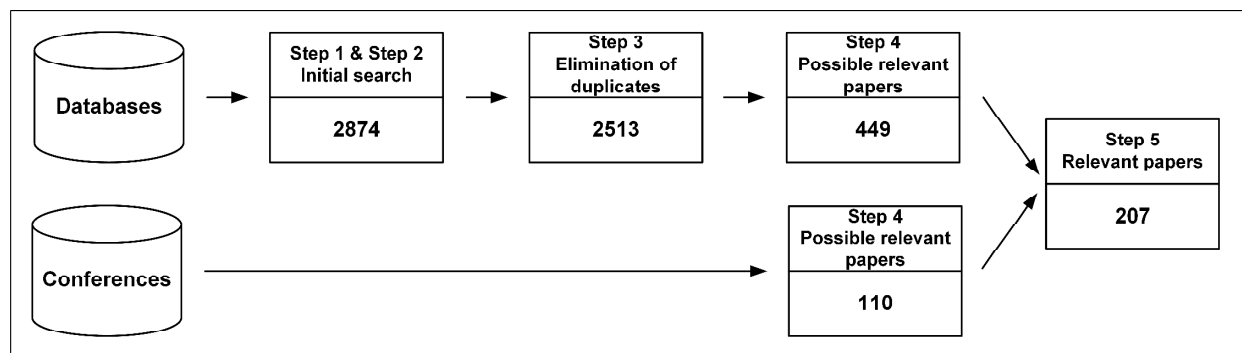 Databases
Step 1 & Step 2
Initial search
2874
Step 3
Elimination of
duplicates
2513
Step 4
Possible relevant
papers
449
Step 5
Relevant papers
207
Conferences
Step 4
Possible relevant
papers
110